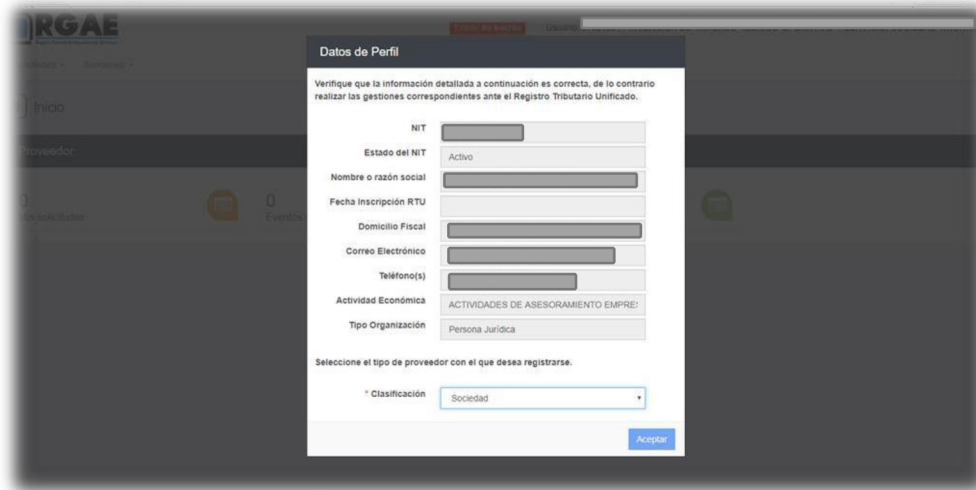 RGAE
Datos de Perfil
Verifique que la información detallada a continuación es correcta, de lo contrario
realizar las gestiones correspondientes ante el Registro Tributario Unificado.
Inicio
NIT
Proveedor
Estado del NIT Activo
Nombre o razón social
Fecha Inscripción RTU
0
Domicilio Fiscal
Correo Electrónico
Teléfono(s)
Actividad Económica ACTIVIDADES DE ASESORAMIENTO EMPRE
Tipo Organización Persona Jurídica
Seleccione el tipo de proveedor con el que desea registrarse.
* Clasificación Sociedad
Aceptar